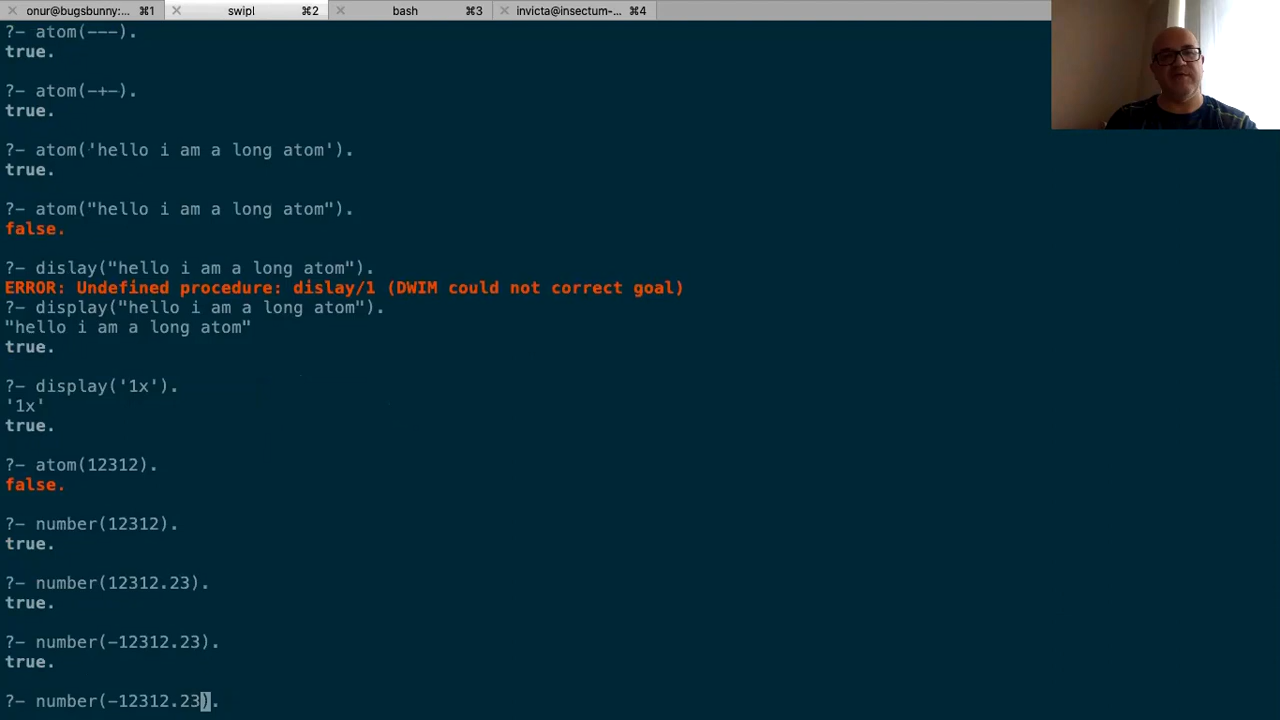 onur@bugsbunny:... ⌘1 swipl ⌘2 bash ⌘3 invicta@insectum-... ⌘4
?- atom(---).
true.
?- atom(-+-).
true.
?- atom('hello i am a long atom').
true.
?- atom("hello i am a long atom").
false.
?- dislay("hello i am a long atom").
ERROR: Undefined procedure: dislay/1 (DWIM could not correct goal)
?- display("hello i am a long atom").
"hello i am a long atom"
true.
?- display('1x').
'1x'
true.
?- atom(12312).
false.
?- number(12312).
true.
?- number(12312.23).
true.
?- number(-12312.23).
true.
?- number(-12312.23).